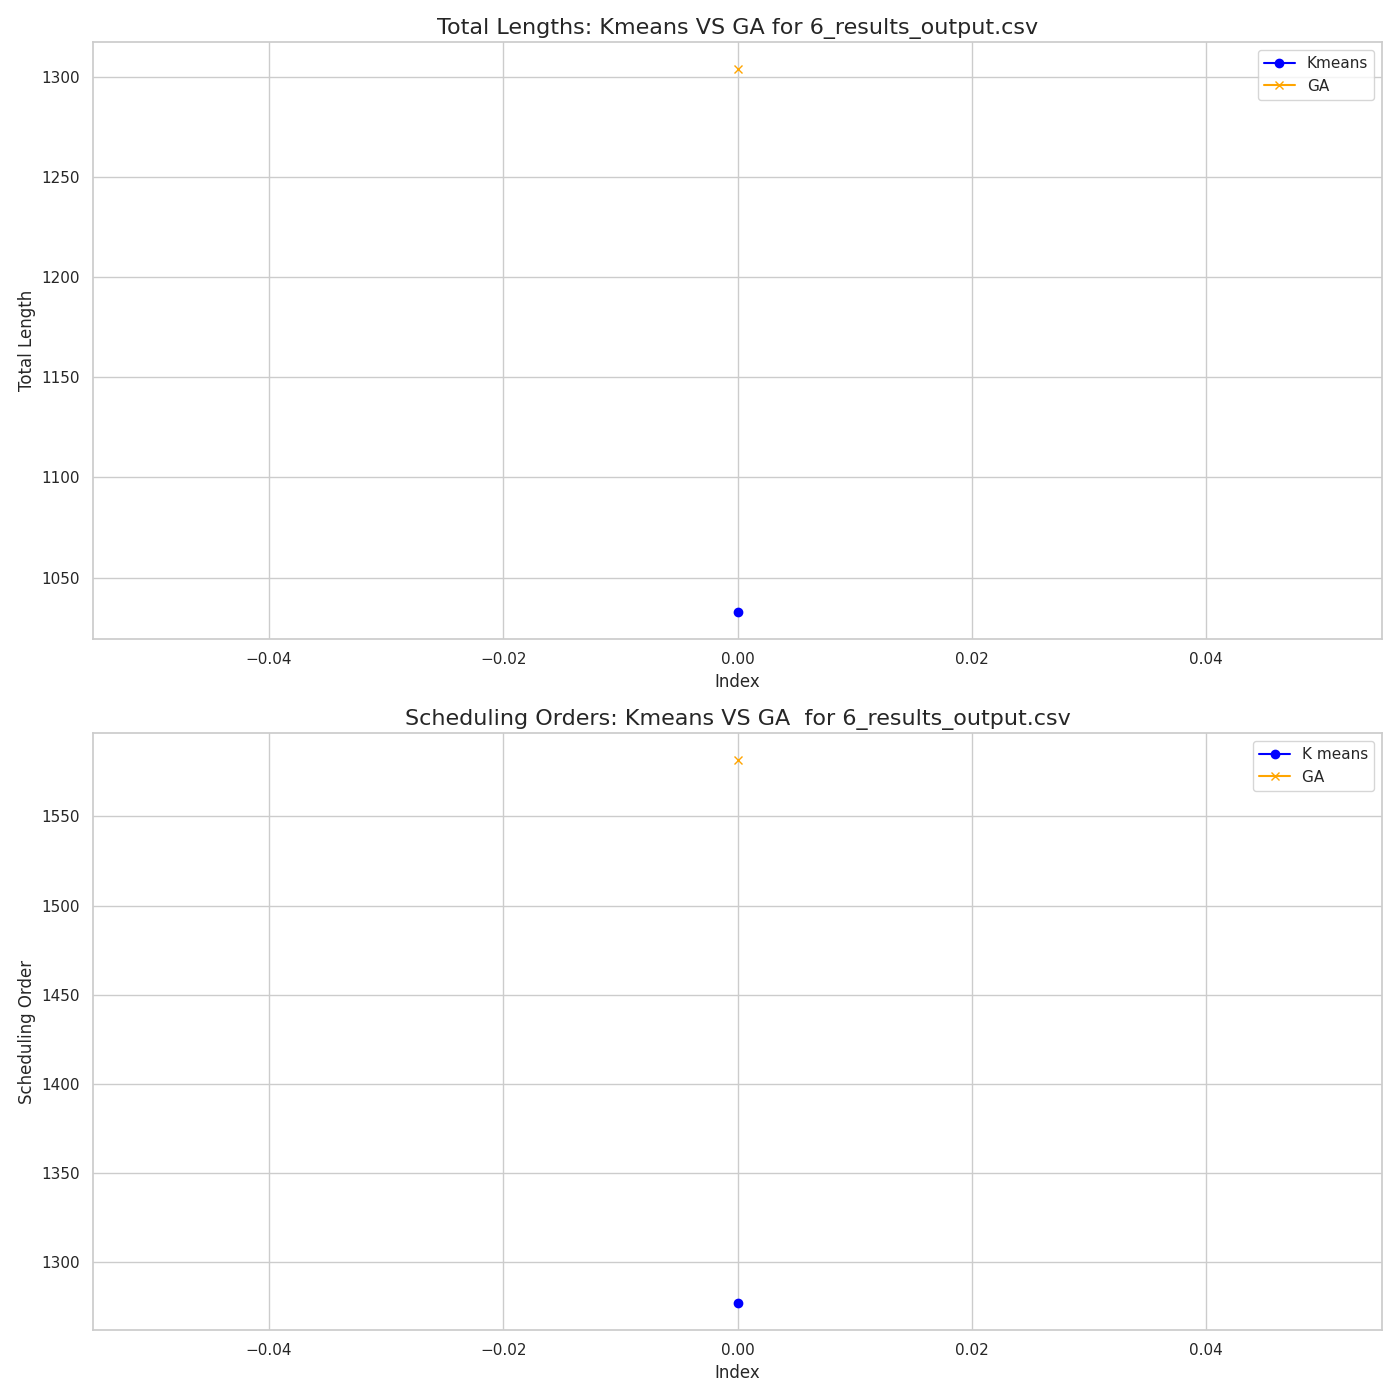 Total Lengths: Kmeans VS GA for 6_results_output.csv
Kmeans
GA
1300
1250
1200
1150
1100
1050
Total Length
−0.04 −0.02 0.00 0.02 0.04
Index
Scheduling Orders: Kmeans VS GA  for 6_results_output.csv
K means
GA
1550
1500
1450
1400
1350
1300
Scheduling Order
−0.04 −0.02 0.00 0.02 0.04
Index